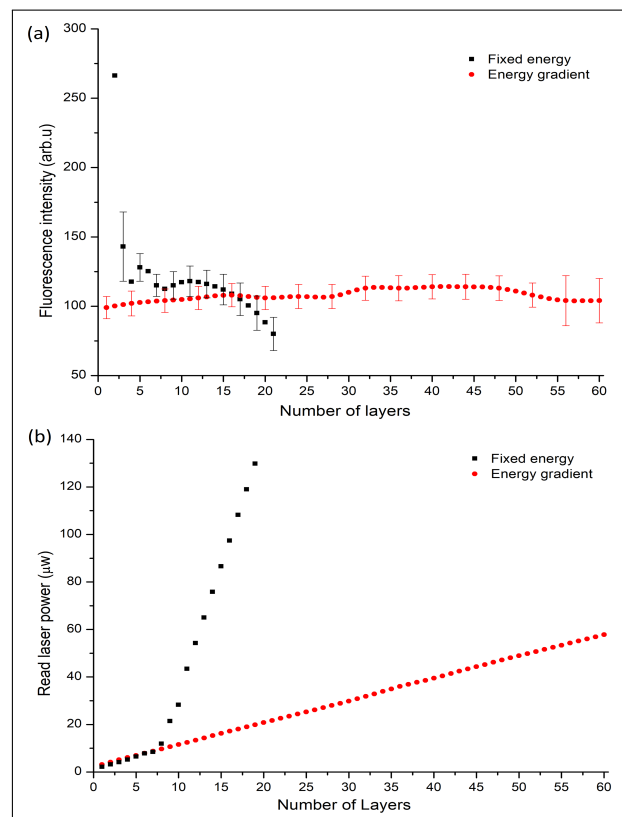 (a)
300
250
200
150
100
50
Fluorescence intensity (arb.u)
Fixed energy
Energy gradient
0 5 10 15 20 25 30 35 40 45 50 55 60
Number of layers
(b)
140
120
100
80
60
40
20
0
Read laser power (μw)
Fixed energy
Energy gradient
0 5 10 15 20 25 30 35 40 45 50 55 60
Number of Layers